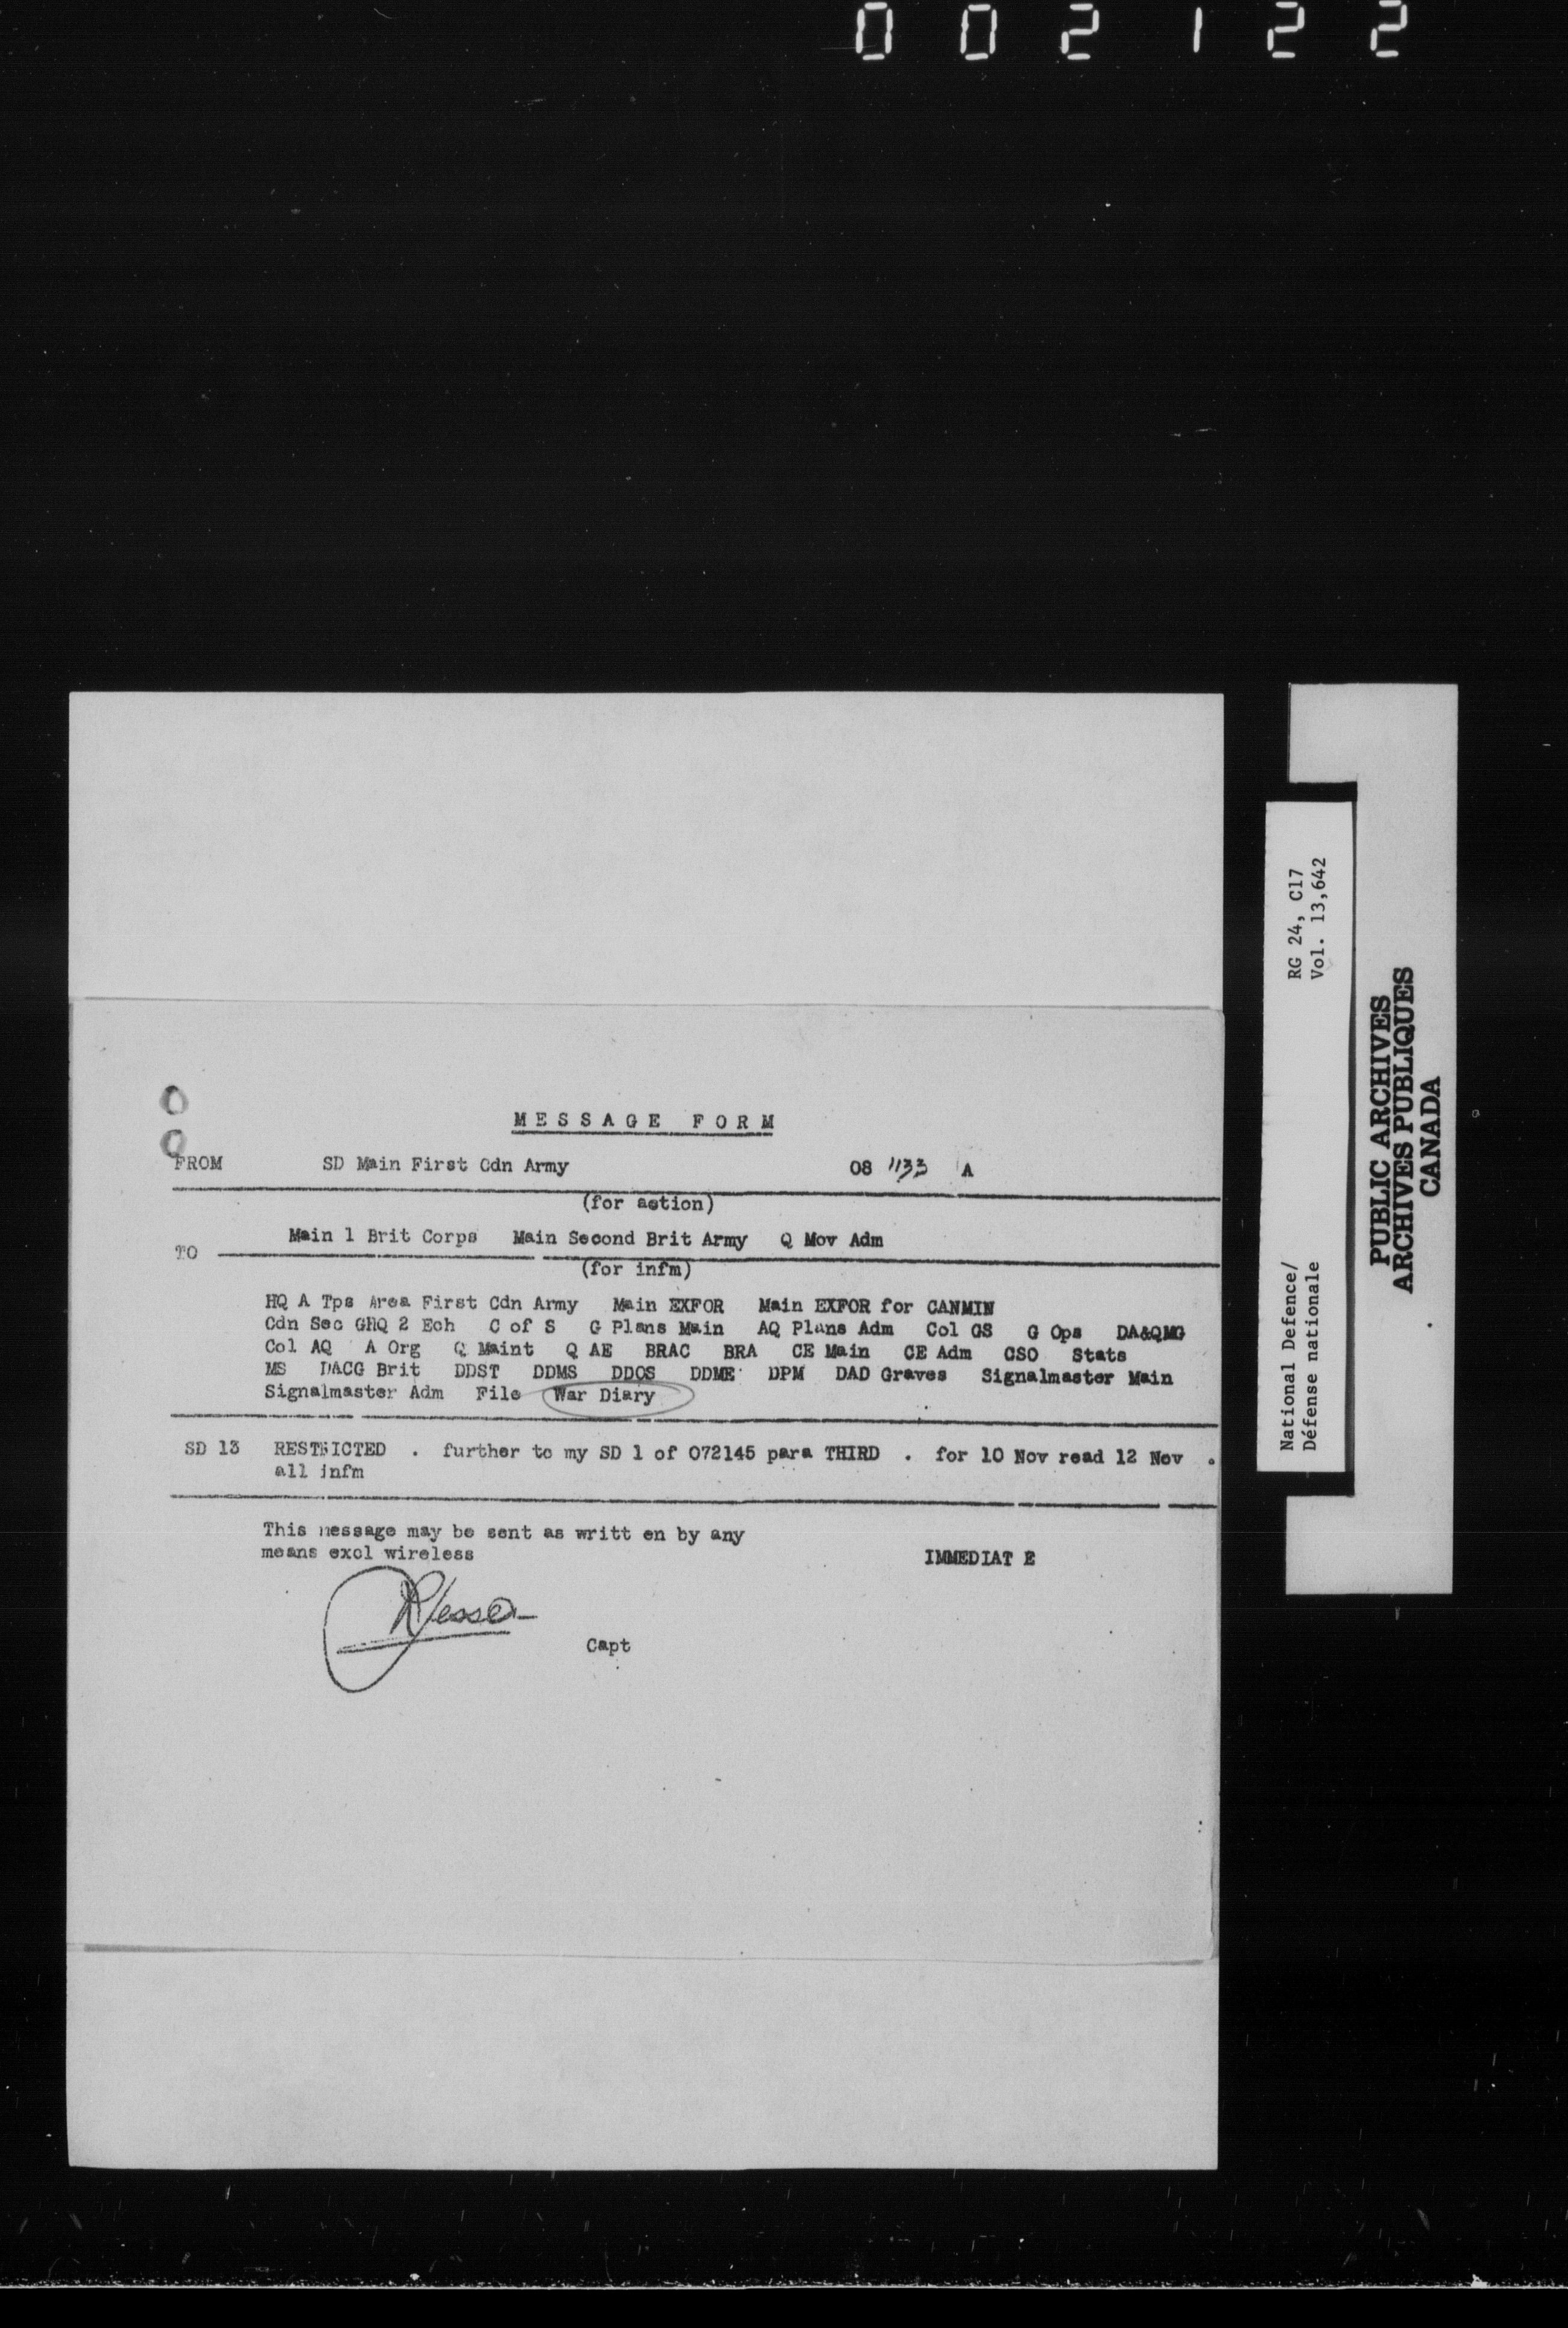 002122
MESSAGE FORM
FROM SD Main First Cdn Army 08 1133 A
(for action)
TO Main 1 Brit Corps Main Second Brit Army Q Mov Adm
(for infm)
HQ A Tps Area First Cdn Army Main EXFOR Main EXFOR for CANMIN
Cdn Sec GHQ 2 Ech C of S G Plans Main AQ Plans Adm Col GS G Ops DA&QMG
Col AQ A Org Q Maint Q AE BRAC BRA CE Main CE Adm CSO Stats
MS DACG Brit DDST DDMS DDOS DDME DPM DAD Graves Signalmaster Main
Signalmaster Adm File War Diary
SD 13 RESTRICTED . further to my SD 1 of 072145 para THIRD . for 10 Nov read 12 Nov .
all infm
This message may be sent as writt en by any
means excl wireless
IMMEDIAT E
Capt
National Defence/ RG 24, C17
Défense nationale Vol. 13,642
PUBLIC ARCHIVES
ARCHIVES PUBLIQUES
CANADA